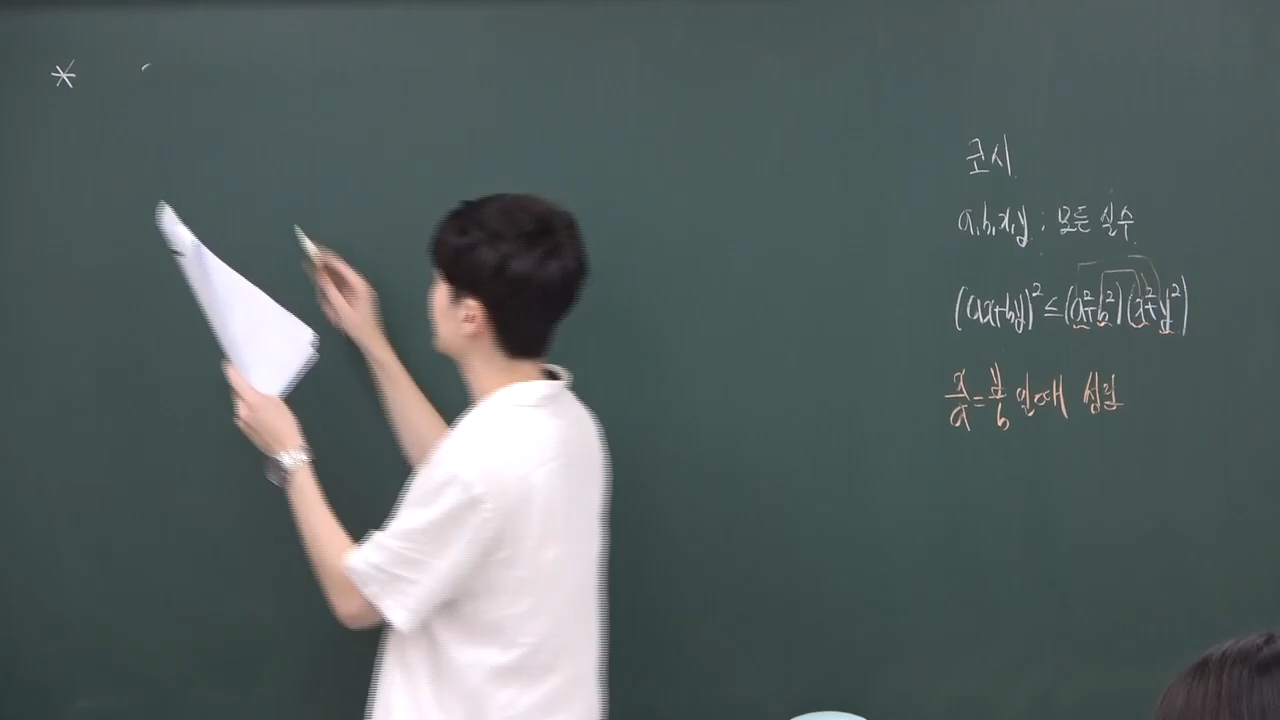 *
코시
a, b, x, y : 모든 실수
(ax+by)² ≤ (a²+b²)(x²+y²)
x/a = y/b 일 때 성립